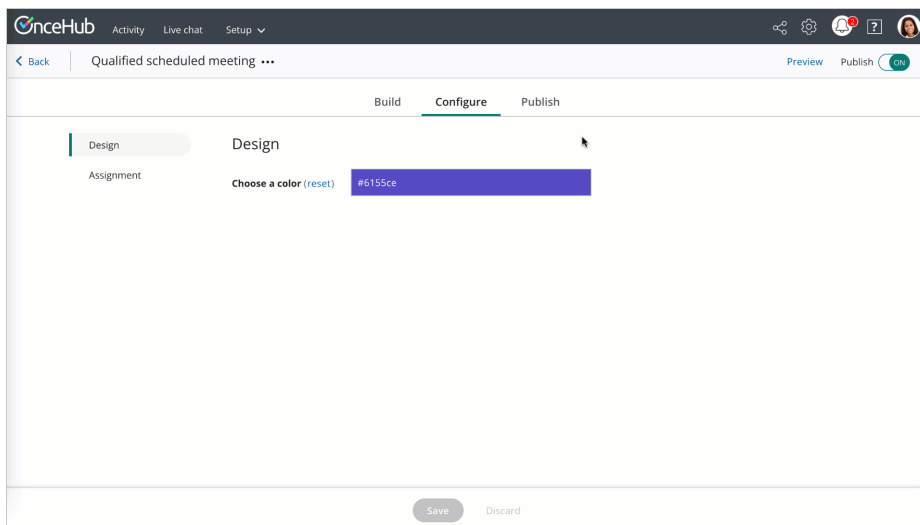 OnceHub Activity Live chat Setup 2 ?
Back Qualified scheduled meeting ••• Preview Publish ON
Build Configure Publish
Design
Assignment
Design
Choose a color (reset) #6155ce
Save Discard